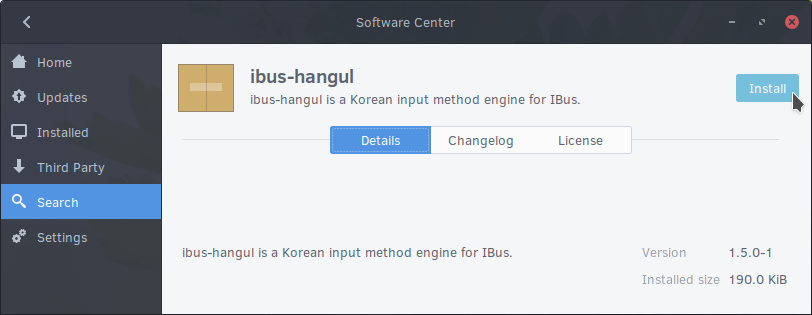 Software Center
Home
Updates
Installed
Third Party
Search
Settings
ibus-hangul
ibus-hangul is a Korean input method engine for IBus.
Install
Details Changelog License
ibus-hangul is a Korean input method engine for IBus.
Version 1.5.0-1
Installed size 190.0 KiB